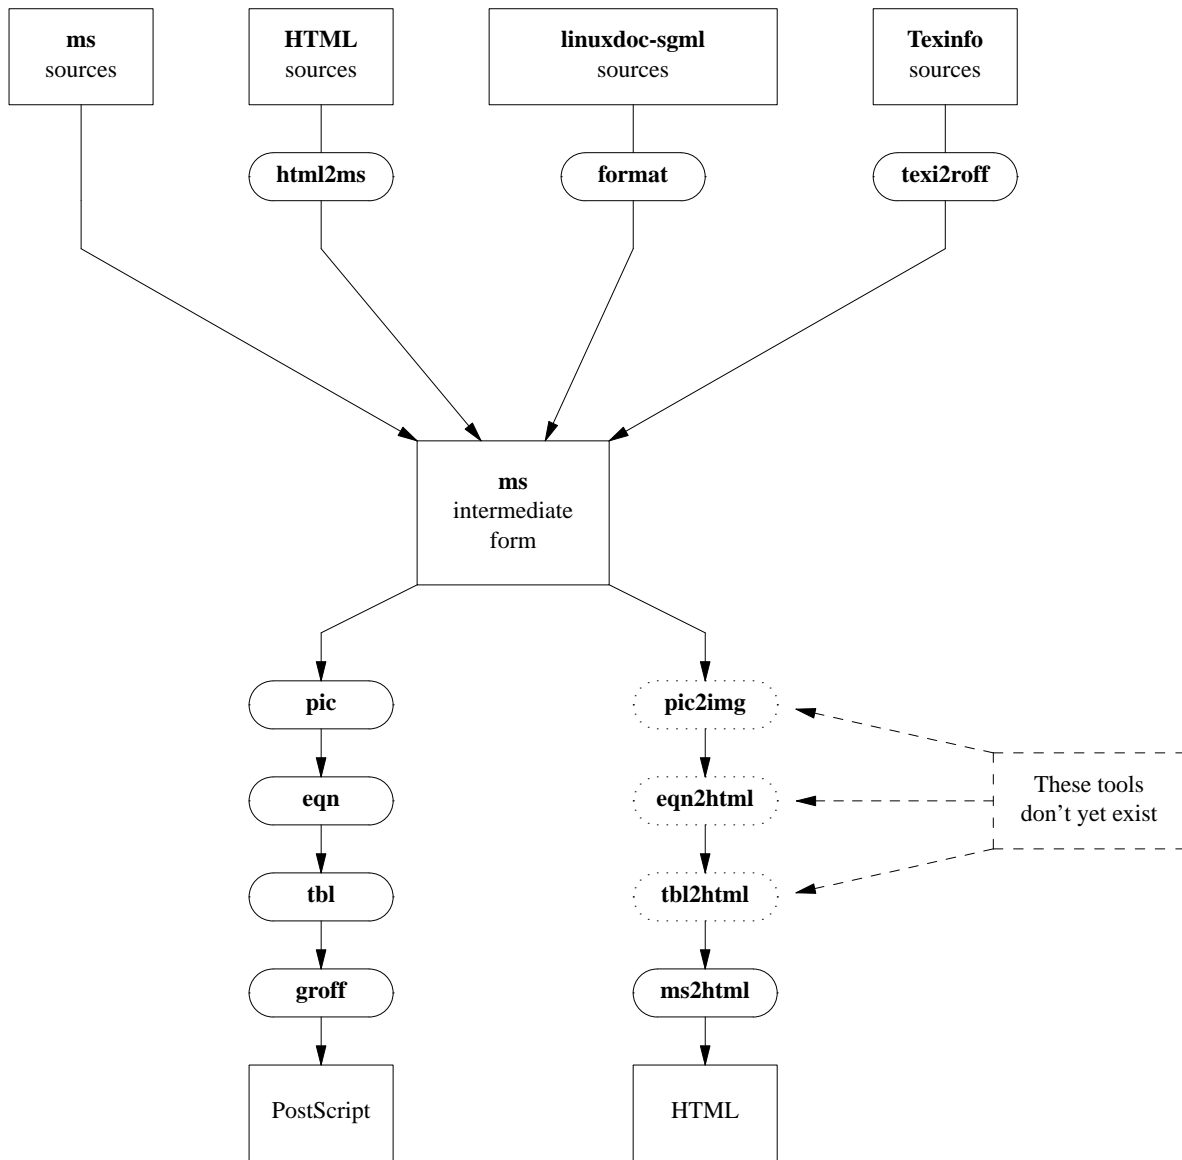 ms
sources
HTML
sources
linuxdoc-sgml
sources
Texinfo
sources
html2ms
format
texi2roff
ms
intermediate
form
pic
pic2img
These tools
don’t yet exist
eqn
eqn2html
tbl
tbl2html
groff
ms2html
PostScript
HTML